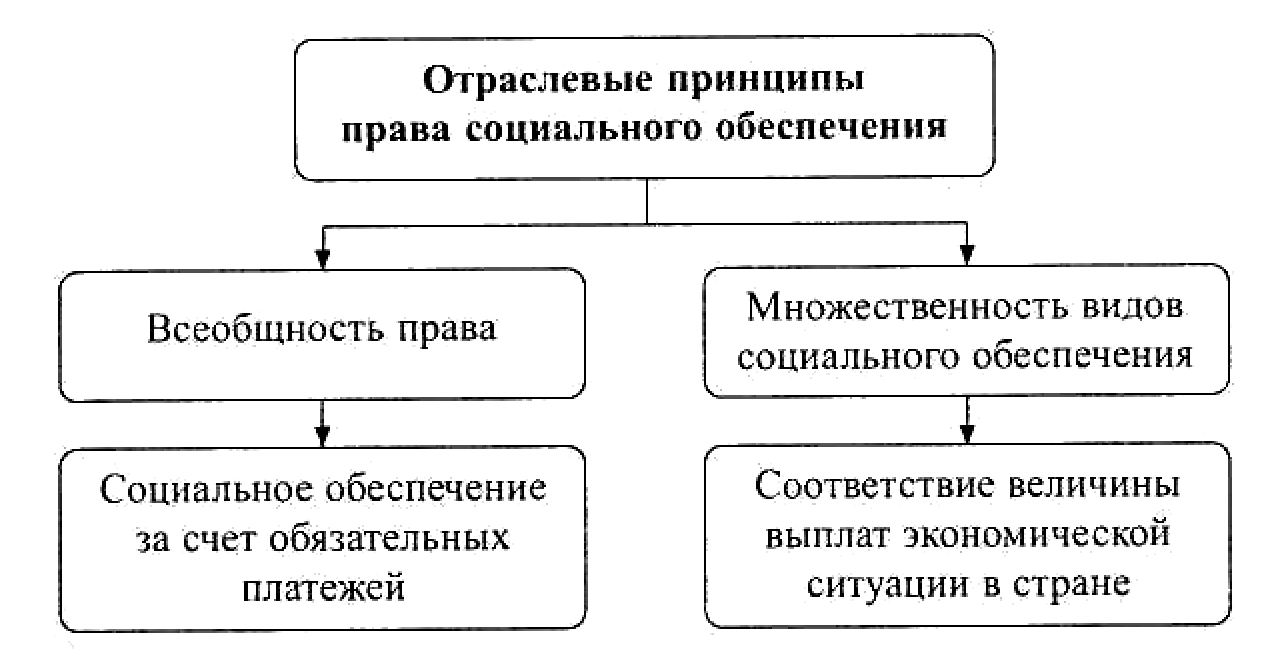 Отраслевые принципы
права социального обеспечения
Всеобщность права
Множественность видов
социального обеспечения
Социальное обеспечение
за счет обязательных
платежей
Соответствие величины
выплат экономической
ситуации в стране